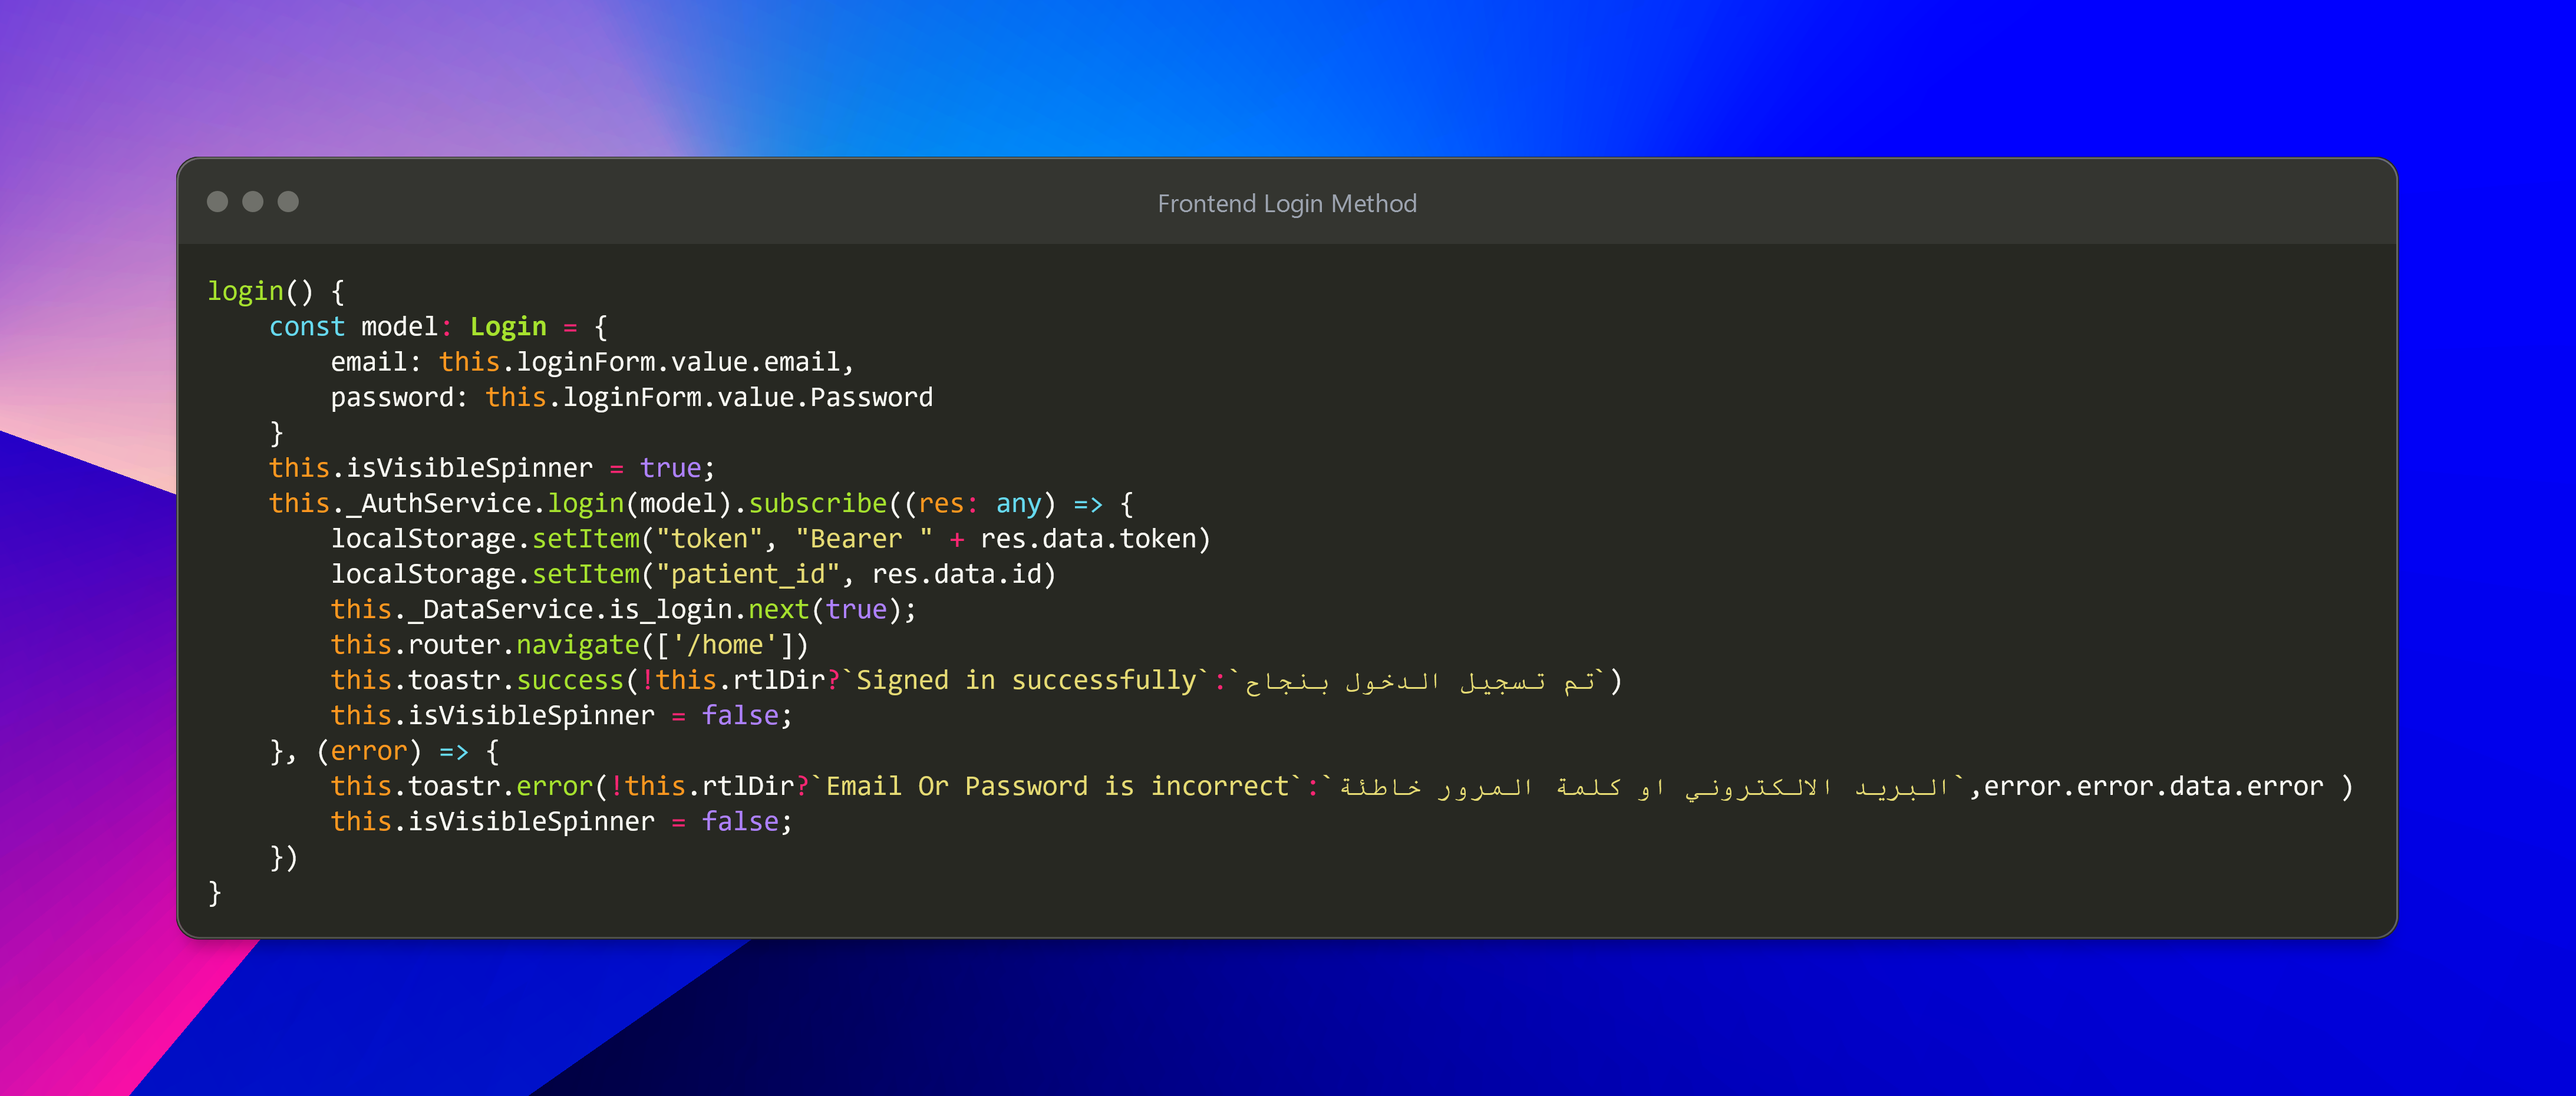 Frontend Login Method
login() {
    const model: Login = {
        email: this.loginForm.value.email,
        password: this.loginForm.value.Password
    }
    this.isVisibleSpinner = true;
    this._AuthService.login(model).subscribe((res: any) => {
        localStorage.setItem("token", "Bearer " + res.data.token)
        localStorage.setItem("patient_id", res.data.id)
        this._DataService.is_login.next(true);
        this.router.navigate(['/home'])
        this.toastr.success(!this.rtlDir?`Signed in successfully`:`تم تسجيل الدخول بنجاح`)
        this.isVisibleSpinner = false;
    }, (error) => {
        this.toastr.error(!this.rtlDir?`Email Or Password is incorrect`:`البريد الالكتروني او كلمة المرور خاطئة`,error.error.data.error )
        this.isVisibleSpinner = false;
    })
}